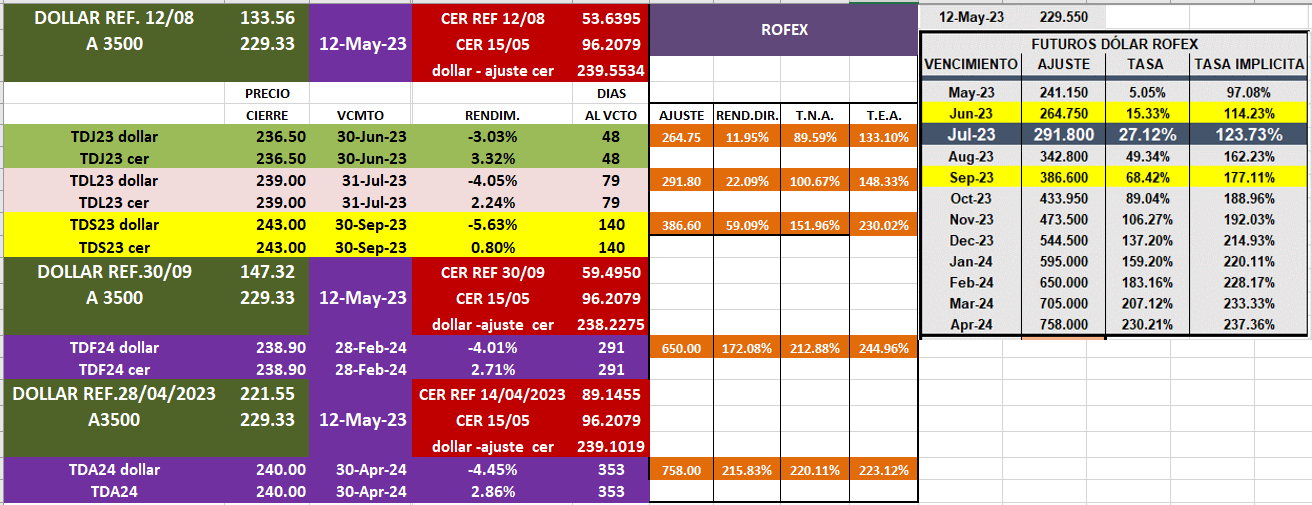 DOLLAR REF. 12/08 133.56 CER REF 12/08 53.6395
A 3500 229.33 12-May-23 CER 15/05 96.2079
dollar - ajuste cer 239.5534
ROFEX
PRECIO DIAS
CIERRE VCMTO RENDIM. AL VCTO AJUSTE REND.DIR. T.N.A. T.E.A.
TDJ23 dollar 236.50 30-Jun-23 -3.03% 48 264.75 11.95% 89.59% 133.10%
TDJ23 cer 236.50 30-Jun-23 3.32% 48
TDL23 dollar 239.00 31-Jul-23 -4.05% 79 291.80 22.09% 100.67% 148.33%
TDL23 cer 239.00 31-Jul-23 2.24% 79
TDS23 dollar 243.00 30-Sep-23 -5.63% 140 386.60 59.09% 151.96% 230.02%
TDS23 cer 243.00 30-Sep-23 0.80% 140
DOLLAR REF.30/09 147.32 CER REF 30/09 59.4950
A 3500 229.33 12-May-23 CER 15/05 96.2079
dollar -ajuste cer 238.2275
TDF24 dollar 238.90 28-Feb-24 -4.01% 291 650.00 172.08% 212.88% 244.96%
TDF24 cer 238.90 28-Feb-24 2.71% 291
DOLLAR REF.28/04/2023 221.55 CER REF 14/04/2023 89.1455
A3500 229.33 12-May-23 CER 15/05 96.2079
dollar -ajuste cer 239.1019
TDA24 dollar 240.00 30-Apr-24 -4.45% 353 758.00 215.83% 220.11% 223.12%
TDA24 240.00 30-Apr-24 2.86% 353
12-May-23 229.550
FUTUROS DÓLAR ROFEX
VENCIMIENTO AJUSTE TASA TASA IMPLICITA
May-23 241.150 5.05% 97.08%
Jun-23 264.750 15.33% 114.23%
Jul-23 291.800 27.12% 123.73%
Aug-23 342.800 49.34% 162.23%
Sep-23 386.600 68.42% 177.11%
Oct-23 433.950 89.04% 188.96%
Nov-23 473.500 106.27% 192.03%
Dec-23 544.500 137.20% 214.93%
Jan-24 595.000 159.20% 220.11%
Feb-24 650.000 183.16% 228.17%
Mar-24 705.000 207.12% 233.33%
Apr-24 758.000 230.21% 237.36%